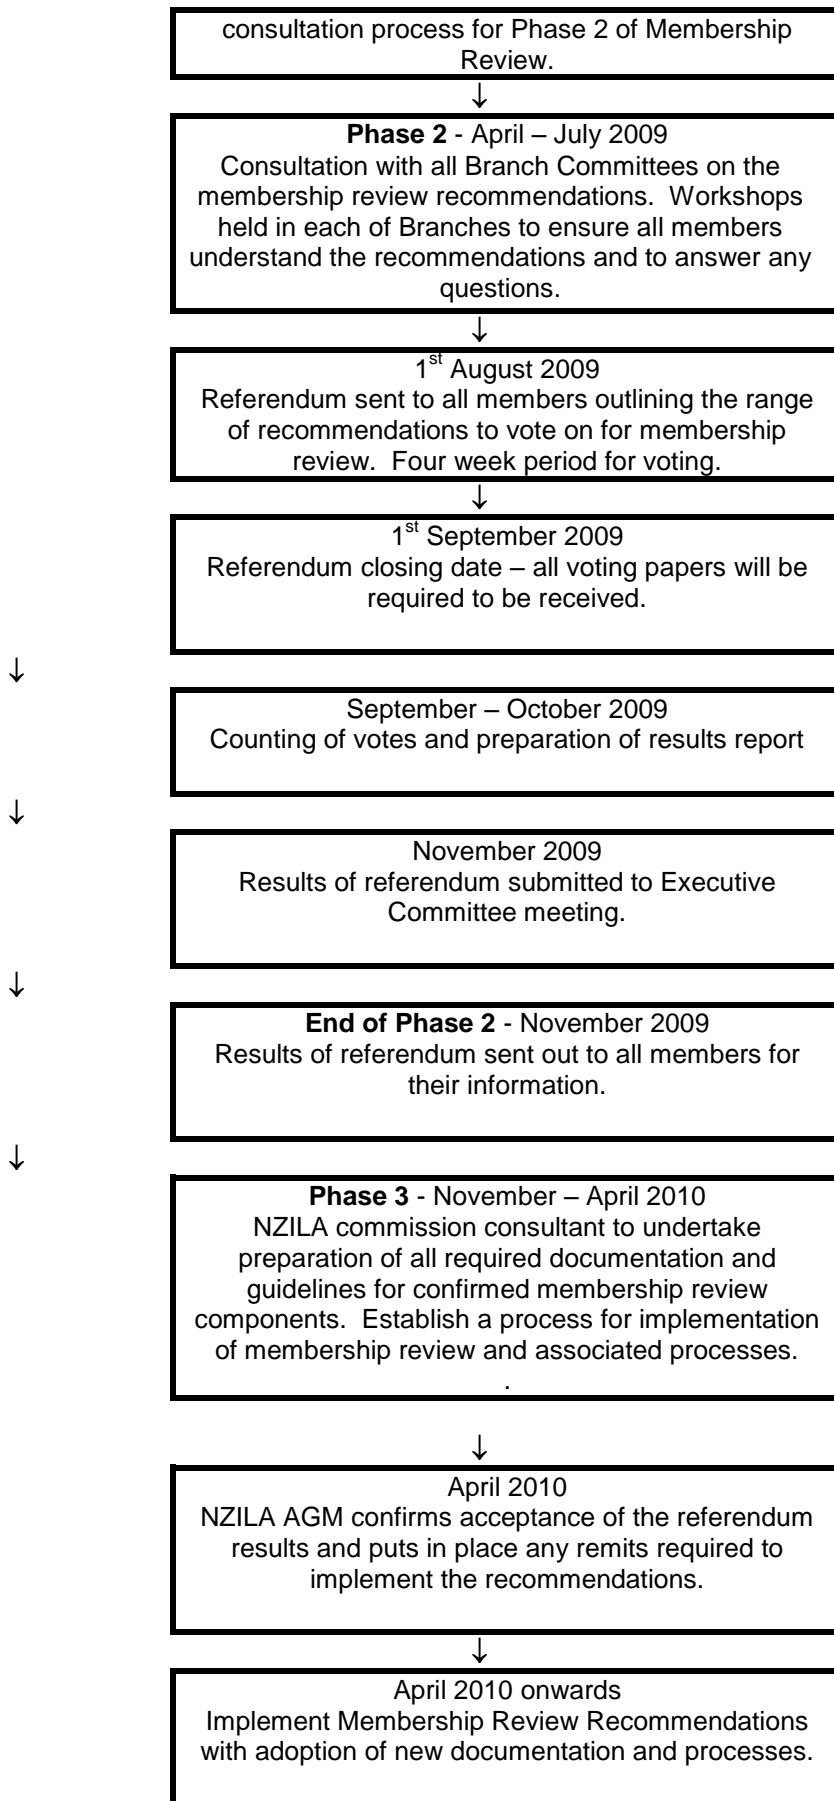 consultation process for Phase 2 of Membership
Review.
↓
Phase 2 - April – July 2009
Consultation with all Branch Committees on the
membership review recommendations.  Workshops
held in each of Branches to ensure all members
understand the recommendations and to answer any
questions.
↓
1st August 2009
Referendum sent to all members outlining the range
of recommendations to vote on for membership
review.  Four week period for voting.
↓
1st September 2009
Referendum closing date – all voting papers will be
required to be received.
↓
September – October 2009
Counting of votes and preparation of results report
↓
November 2009
Results of referendum submitted to Executive
Committee meeting.
↓
End of Phase 2 - November 2009
Results of referendum sent out to all members for
their information.
↓
Phase 3 - November – April 2010
NZILA commission consultant to undertake
preparation of all required documentation and
guidelines for confirmed membership review
components.  Establish a process for implementation
of membership review and associated processes.
.
↓
April 2010
NZILA AGM confirms acceptance of the referendum
results and puts in place any remits required to
implement the recommendations.
↓
April 2010 onwards
Implement Membership Review Recommendations
with adoption of new documentation and processes.